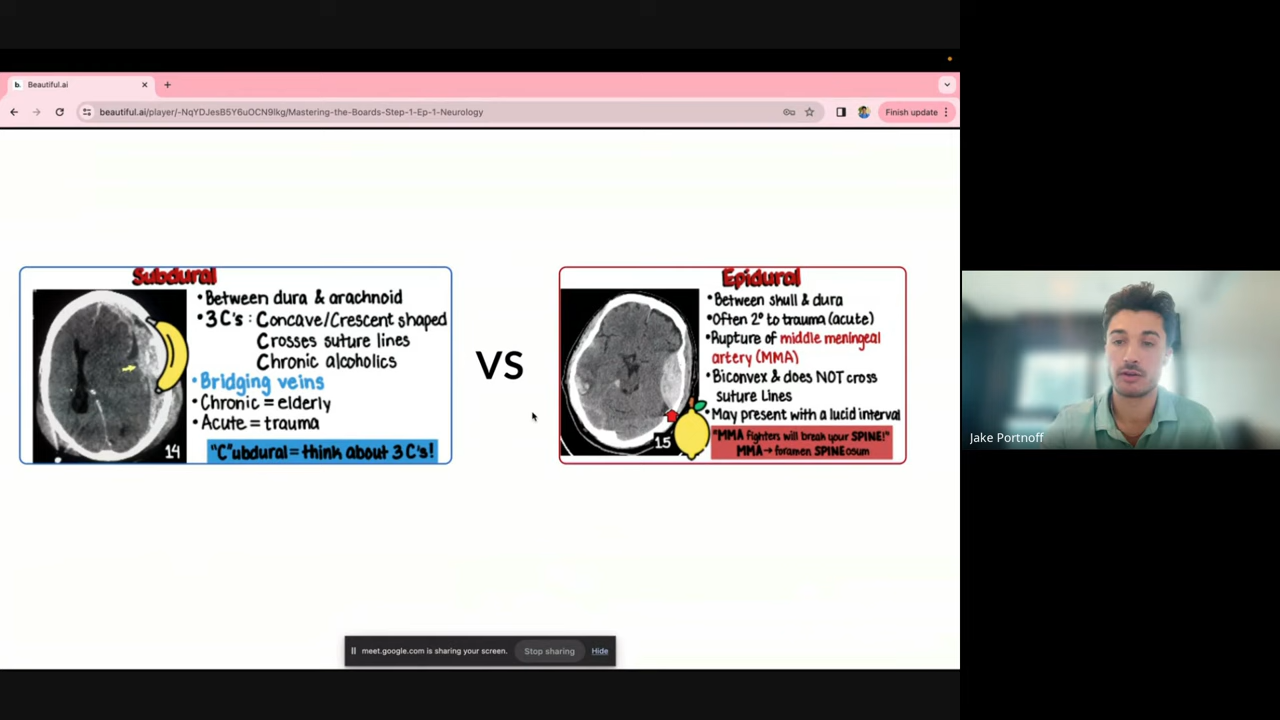 b. Beautiful.ai
beautiful.ai/player/-NqYDJesB5Y6uOCN9lkg/Mastering-the-Boards-Step-1-Ep-1-Neurology
Finish update
Subdural
•Between dura & arachnoid
•3 C's: Concave/Crescent shaped
Crosses suture lines
Chronic alcoholics
•Bridging veins
•Chronic = elderly
•Acute = trauma
14
"C"ubdural = think about 3 C's!
VS
Epidural
•Between skull & dura
•Often 2° to trauma (acute)
•Rupture of middle meningeal
artery (MMA)
•Biconvex & does NOT cross
suture Lines
•May present with a lucid interval
15
"MMA fighters will break your SPINE!"
MMA→ foramen SPINEosum
Jake Portnoff
meet.google.com is sharing your screen.
Stop sharing
Hide